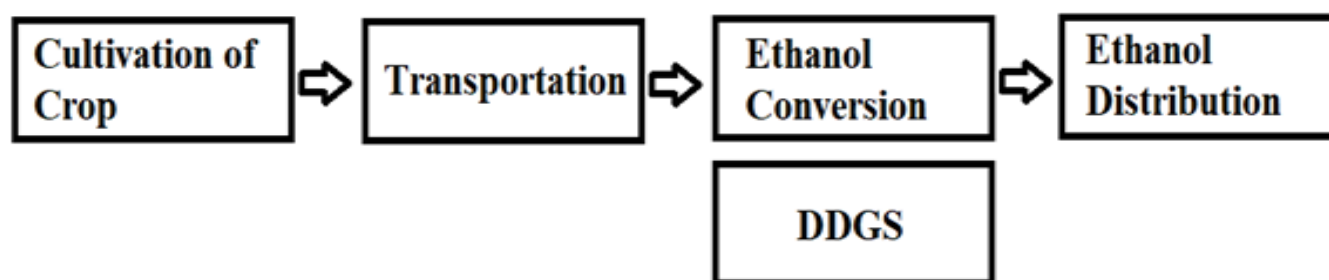 Cultivation of
Crop
Transportation
Ethanol
Conversion
Ethanol
Distribution
DDGS